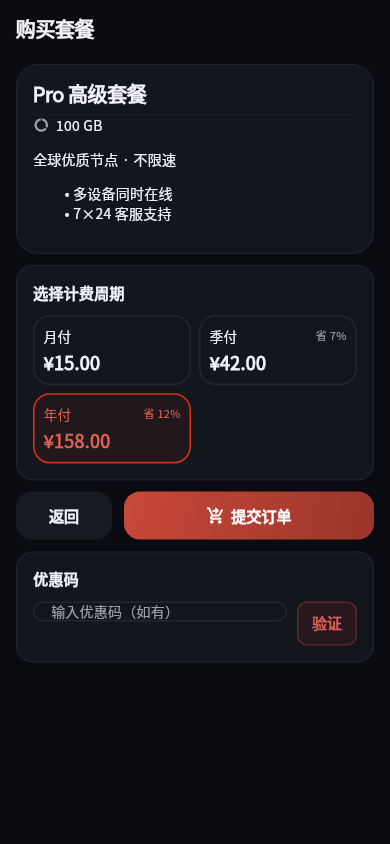 购买套餐
Pro 高级套餐
100 GB
全球优质节点 · 不限速
• 多设备同时在线
• 7×24 客服支持
选择计费周期
月付
¥15.00
季付 省 7%
¥42.00
年付 省 12%
¥158.00
返回
提交订单
优惠码
输入优惠码（如有）
验证